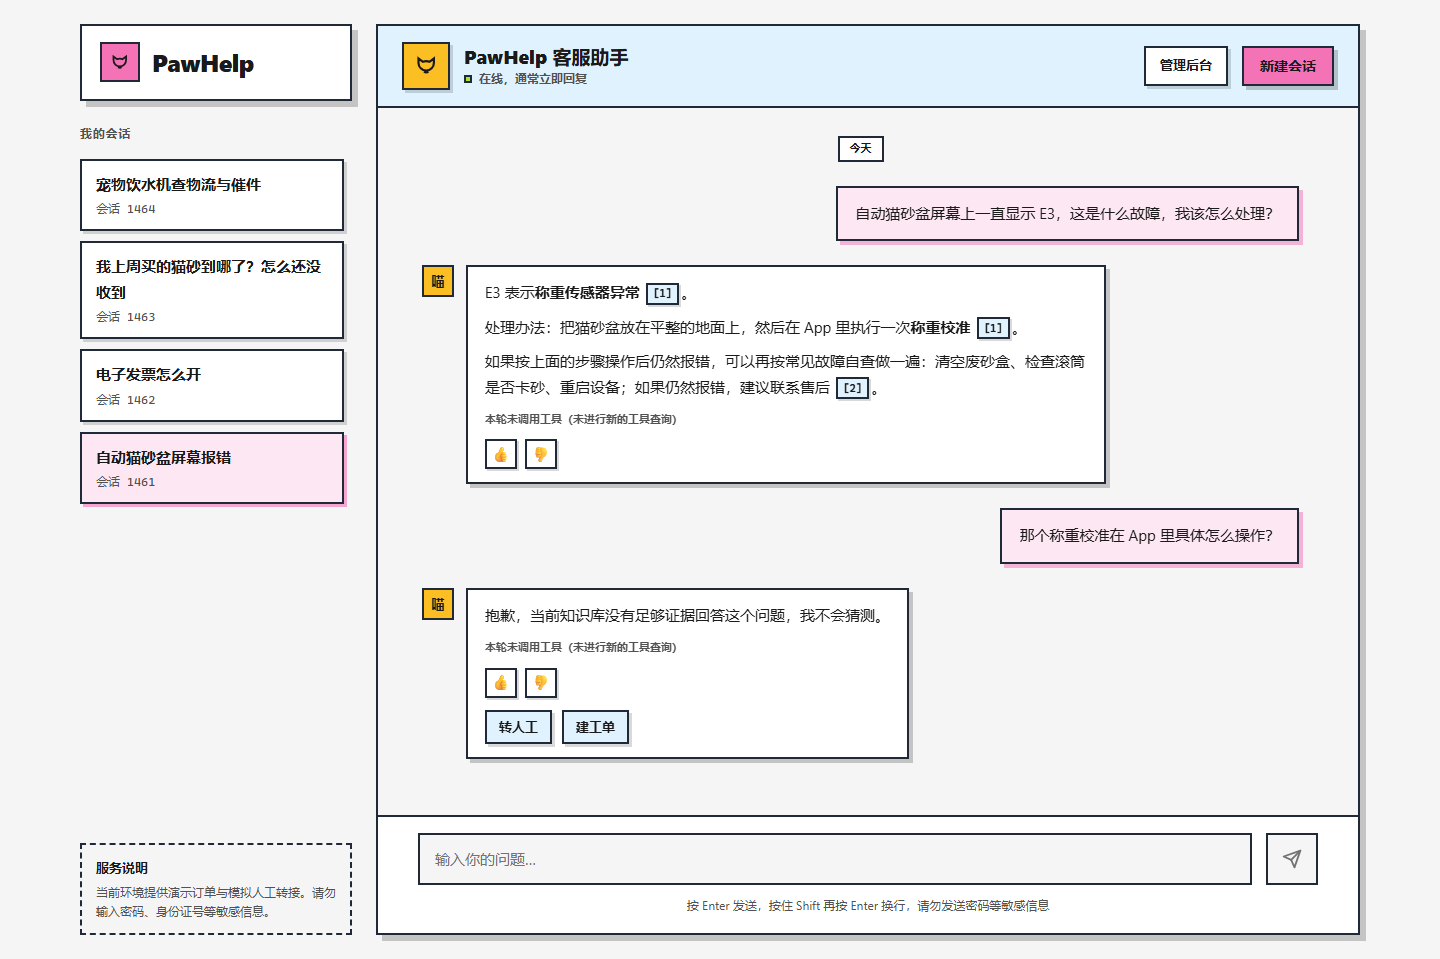 PawHelp
我的会话
宠物饮水机查物流与催件
会话 1464
我上周买的猫砂到哪了？怎么还没
收到
会话 1463
电子发票怎么开
会话 1462
自动猫砂盆屏幕报错
会话 1461
服务说明
当前环境提供演示订单与模拟人工转接。请勿
输入密码、身份证号等敏感信息。
PawHelp 客服助手
在线，通常立即回复
管理后台
新建会话
今天
自动猫砂盆屏幕上一直显示 E3，这是什么故障，我该怎么处理？
喵
E3 表示称重传感器异常 [1] 。
处理办法：把猫砂盆放在平整的地面上，然后在 App 里执行一次称重校准 [1] 。
如果按上面的步骤操作后仍然报错，可以再按常见故障自查做一遍：清空废砂盒、检查滚筒
是否卡砂、重启设备；如果仍然报错，建议联系售后 [2] 。
本轮未调用工具（未进行新的工具查询）
那个称重校准在 App 里具体怎么操作？
喵
抱歉，当前知识库没有足够证据回答这个问题，我不会猜测。
本轮未调用工具（未进行新的工具查询）
转人工
建工单
输入你的问题...
按 Enter 发送，按住 Shift 再按 Enter 换行，请勿发送密码等敏感信息